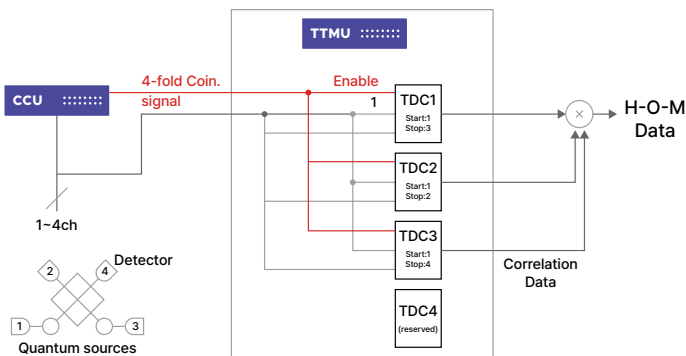 TTMU
4-fold Coin.
signal
Enable
1
CCU
TDC1
Start:1
Stop:3
H-O-M
Data
TDC2
Start:1
Stop:2
1~4ch
TDC3
Start:1
Stop:4
Correlation
Data
Detector
2
4
1
3
Quantum sources
TDC4
(reserved)